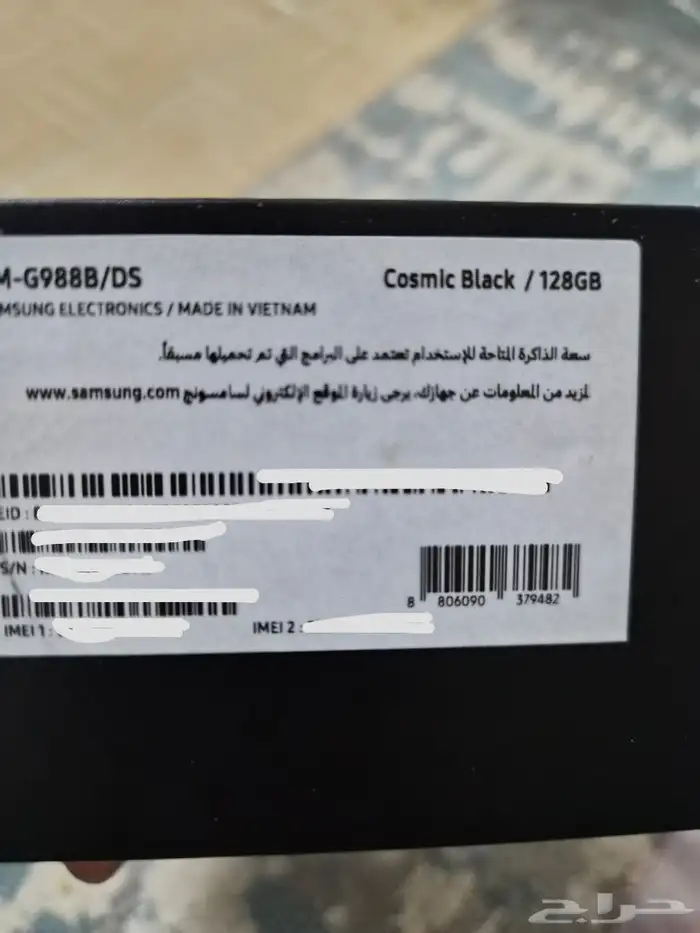 M-G988B/DS
Cosmic Black / 128GB
MSUNG ELECTRONICS / MADE IN VIETNAM
سعة الذاكرة المتاحة للإستخدام تعتمد على البرامج التي تم تحميلها مسبقاً.
لمزيد من المعلومات عن جهازك، يرجى زيارة الموقع الإلكتروني لسامسونج www.samsung.com
EID :
S/N :
8 806090 379482
IMEI 1 :
IMEI 2 :
حراج